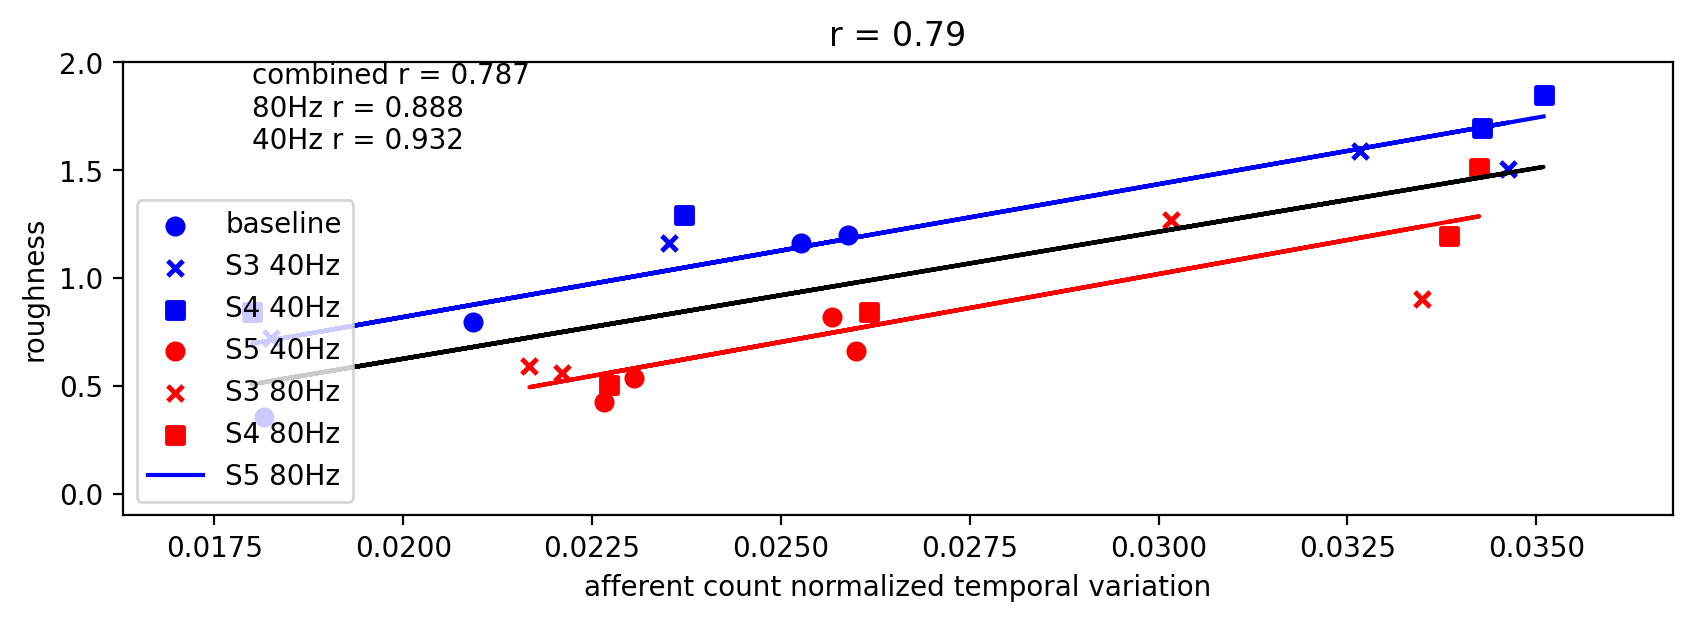 r = 0.79
combined r = 0.787
80Hz r = 0.888
40Hz r = 0.932
2.0
1.5
1.0
0.5
0.0
roughness
baseline
S3 40Hz
S4 40Hz
S5 40Hz
S3 80Hz
S4 80Hz
S5 80Hz
0.0175 0.0200 0.0225 0.0250 0.0275 0.0300 0.0325 0.0350
afferent count normalized temporal variation